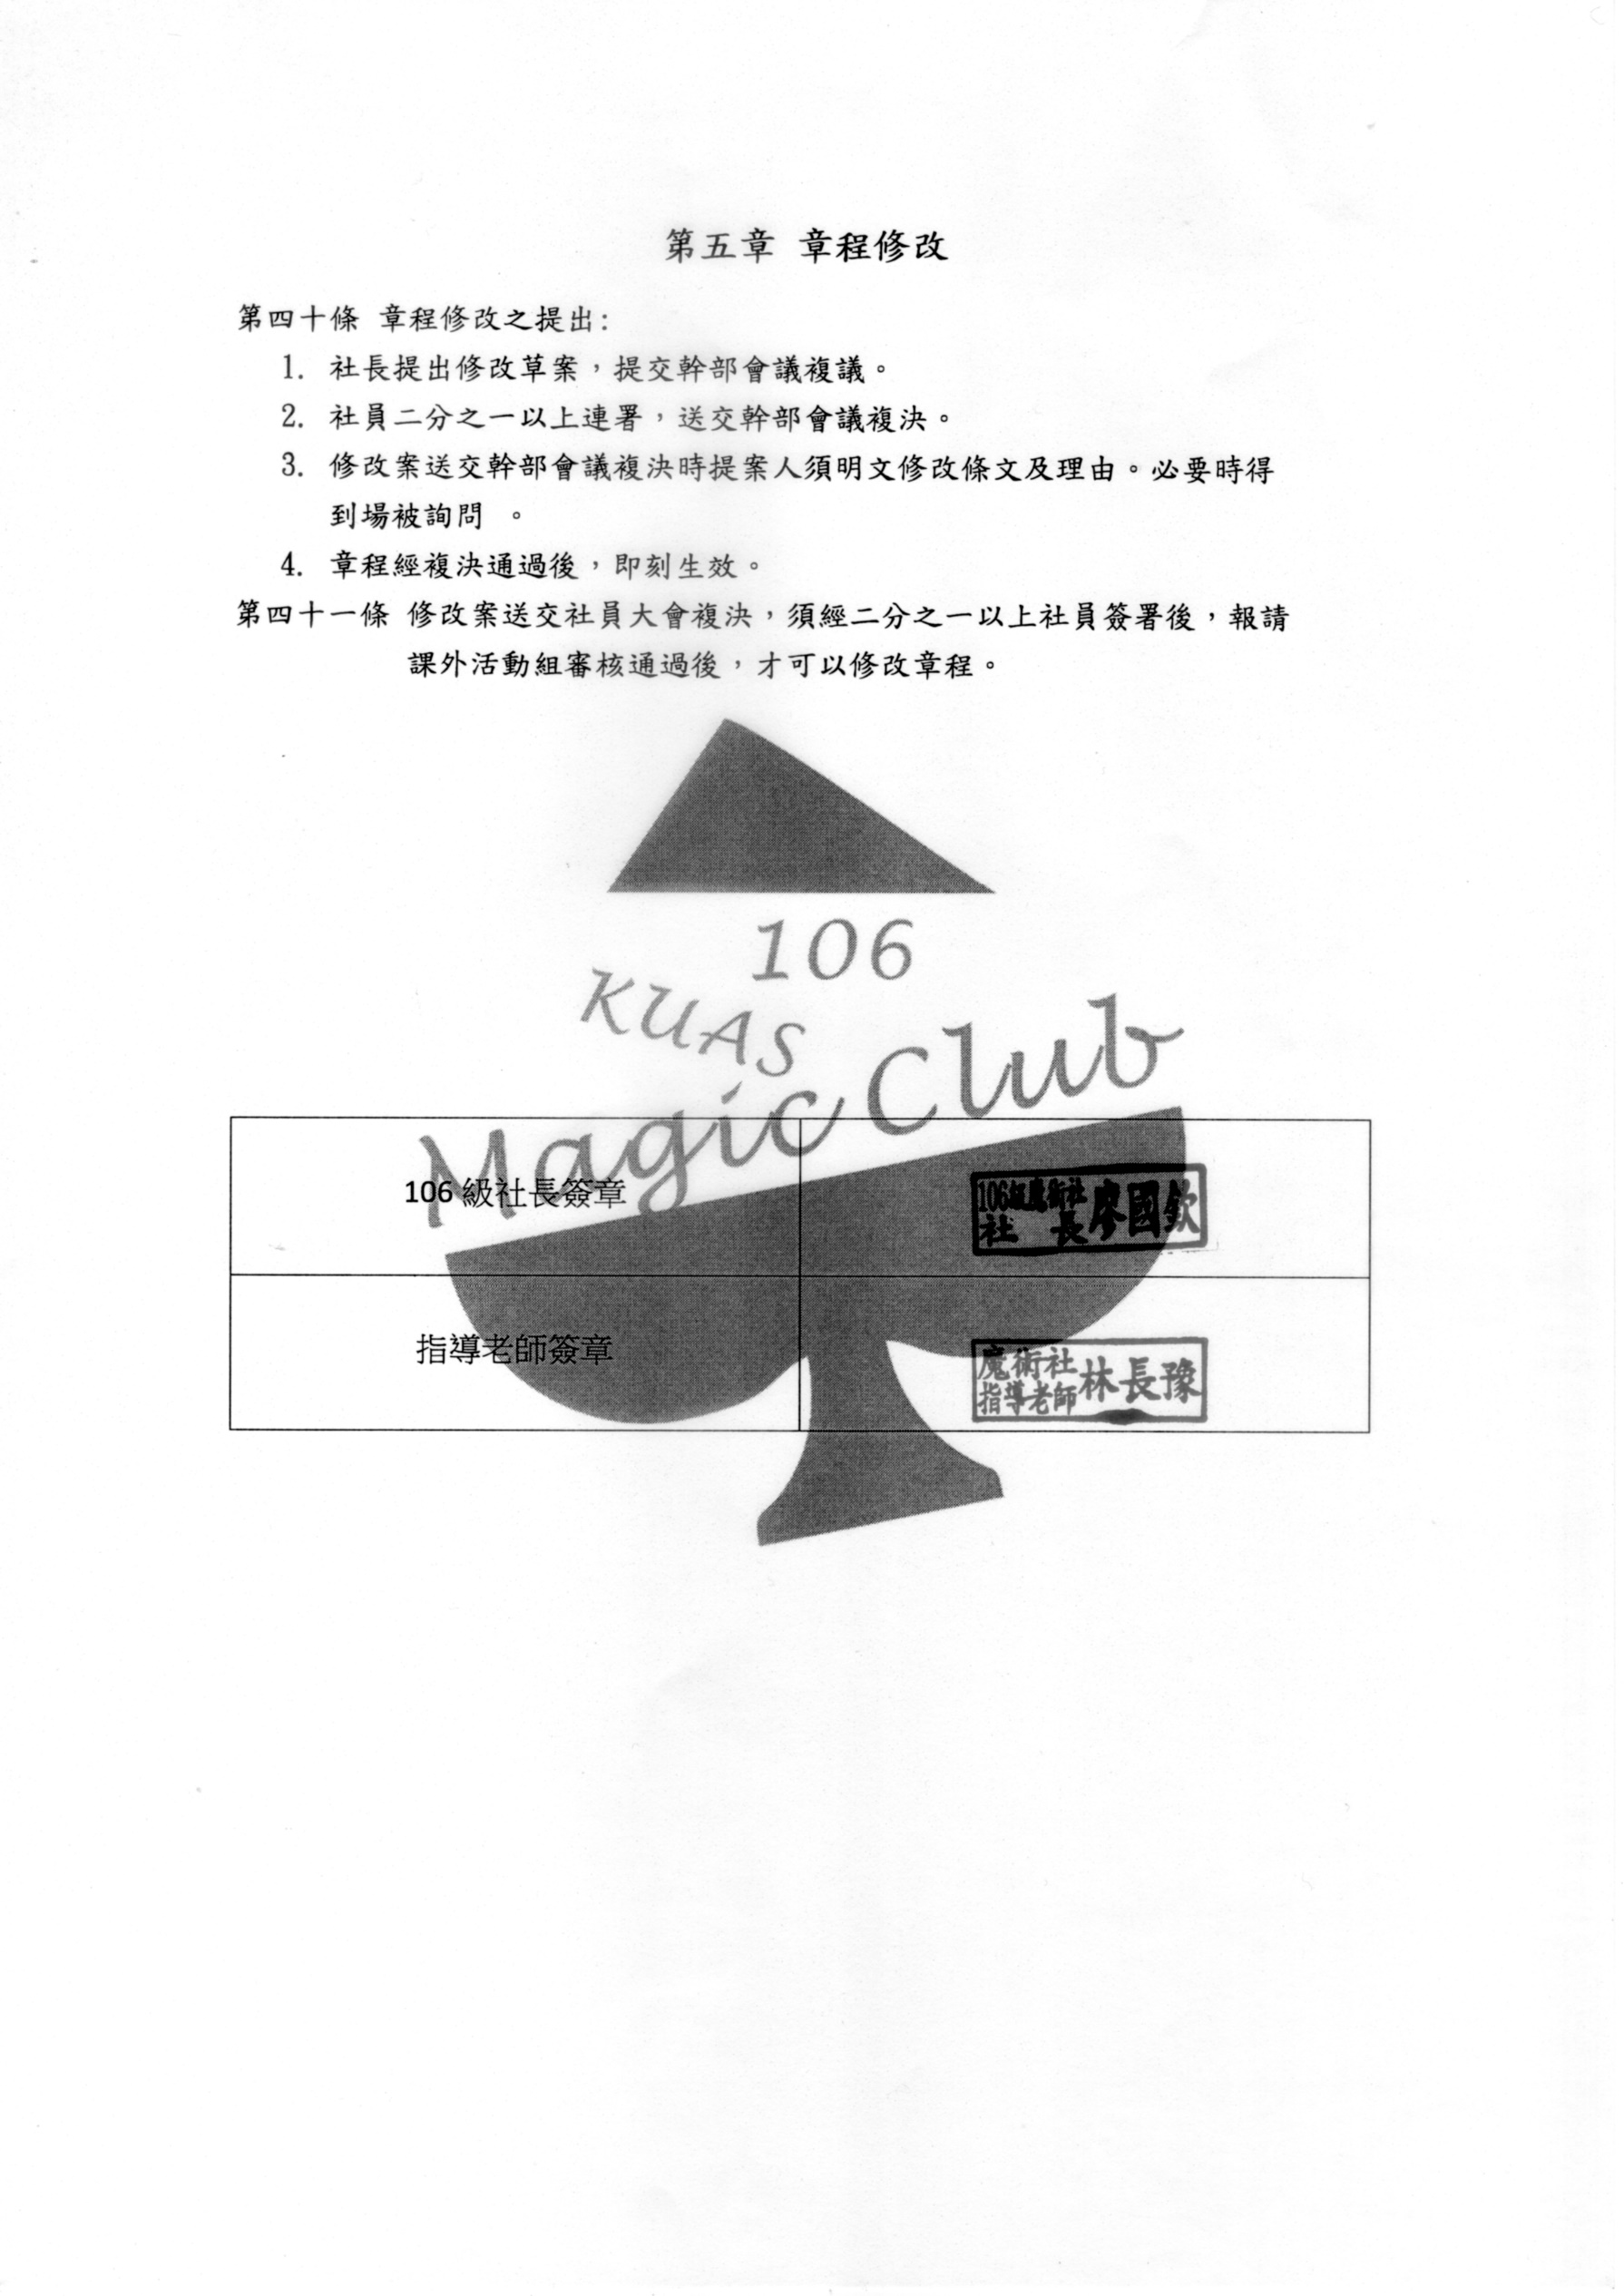 第五章 章程修改
第四十條 章程修改之提出:
1. 社長提出修改草案，提交幹部會議複議。
2. 社員二分之一以上連署，送交幹部會議複決。
3. 修改案送交幹部會議複決時提案人須明文修改條文及理由。必要時得
到場被詢問 。
4. 章程經複決通過後，即刻生效。
第四十一條 修改案送交社員大會複決，須經二分之一以上社員簽署後，報請
課外活動組審核通過後，才可以修改章程。
106
KUAS
Magic Club
106 級社長簽章
106級魔術社
社 長 廖國欽
指導老師簽章
魔術社
指導老師 林長豫